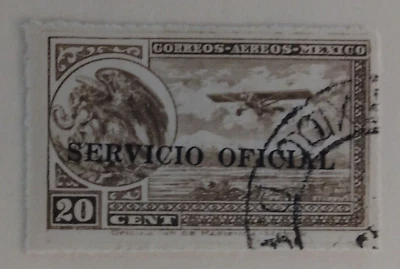 CORREOS-AEREOS-MEXICO
SERVICIO OFICIAL
20
CENT